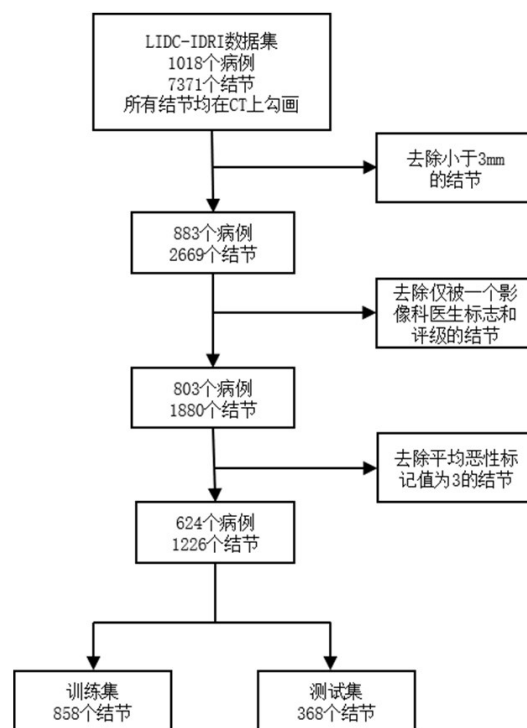 LIDC-IDRI数据集
1018个病例
7371个结节
所有结节均在CT上勾画
去除小于3mm
的结节
883个病例
2669个结节
去除仅被一个影
像科医生标志和
评级的结节
803个病例
1880个结节
去除平均恶性标
记值为3的结节
624个病例
1226个结节
训练集
858个结节
测试集
368个结节